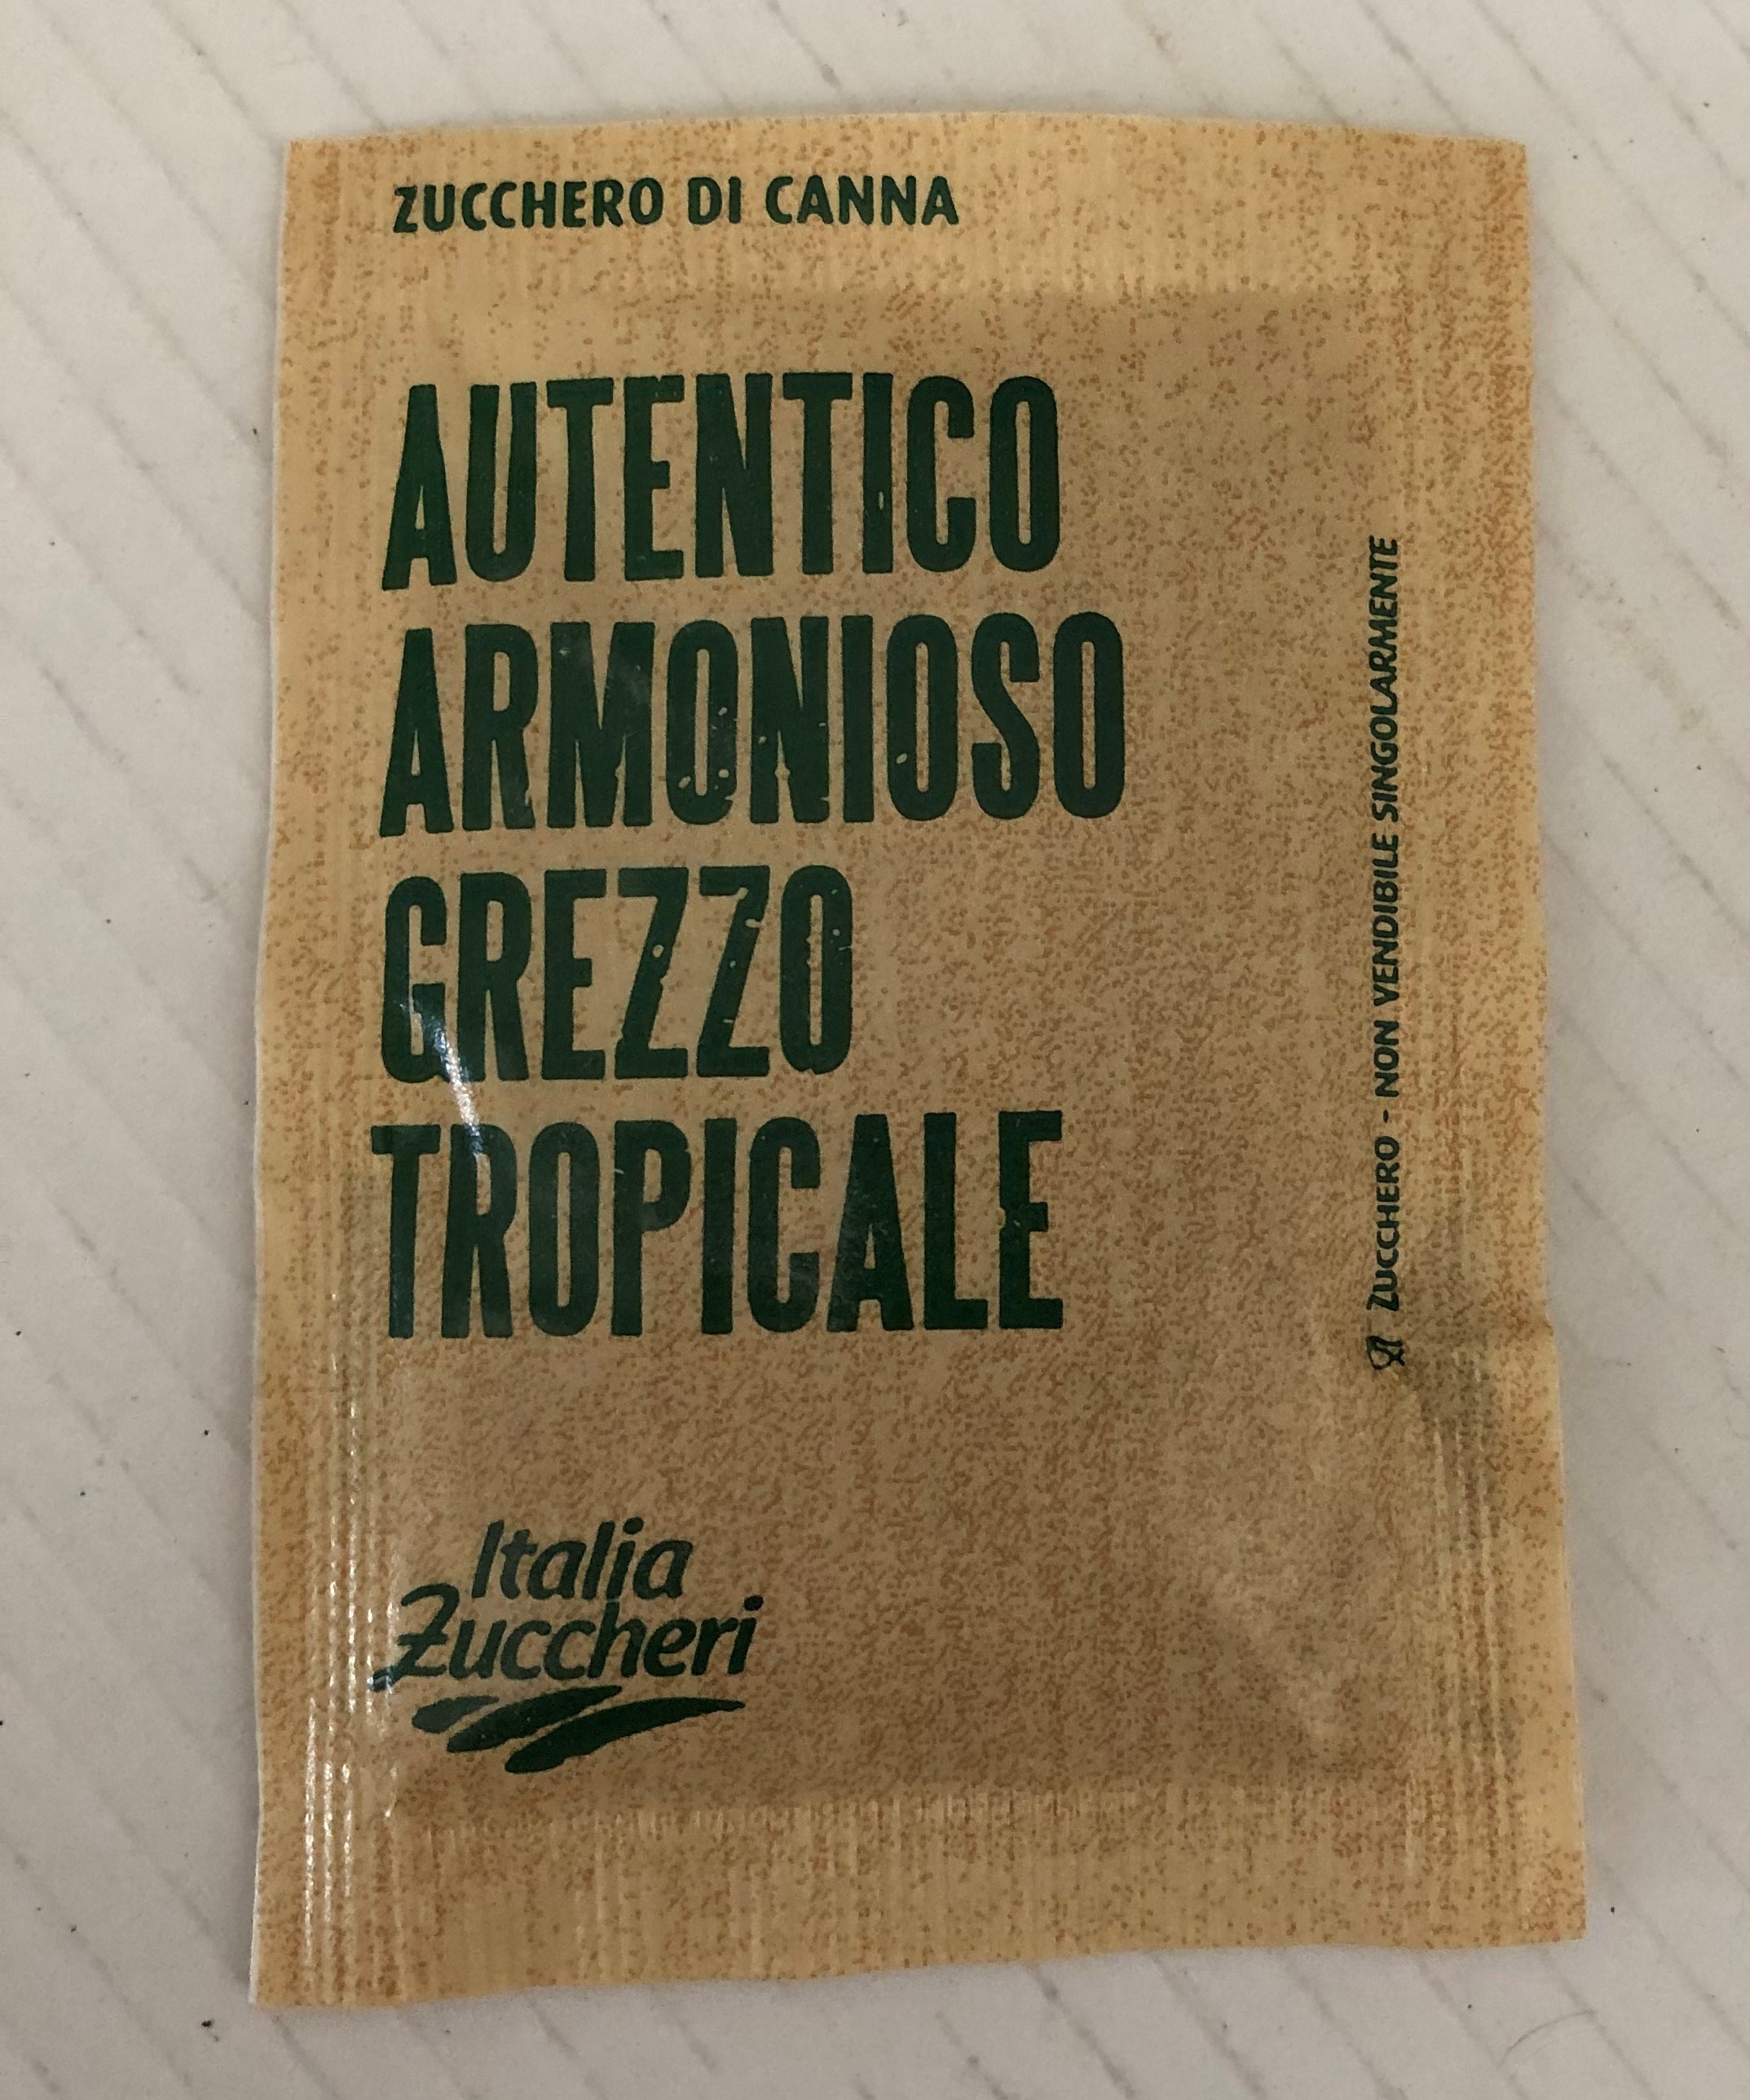 ZUCCHERO DI CANNA
AUTENTICO
ARMONIOSO
GREZZO
TROPICALE
Italia
Zuccheri
ZUCCHERO - NON VENDIBILE SINGOLARMENTE